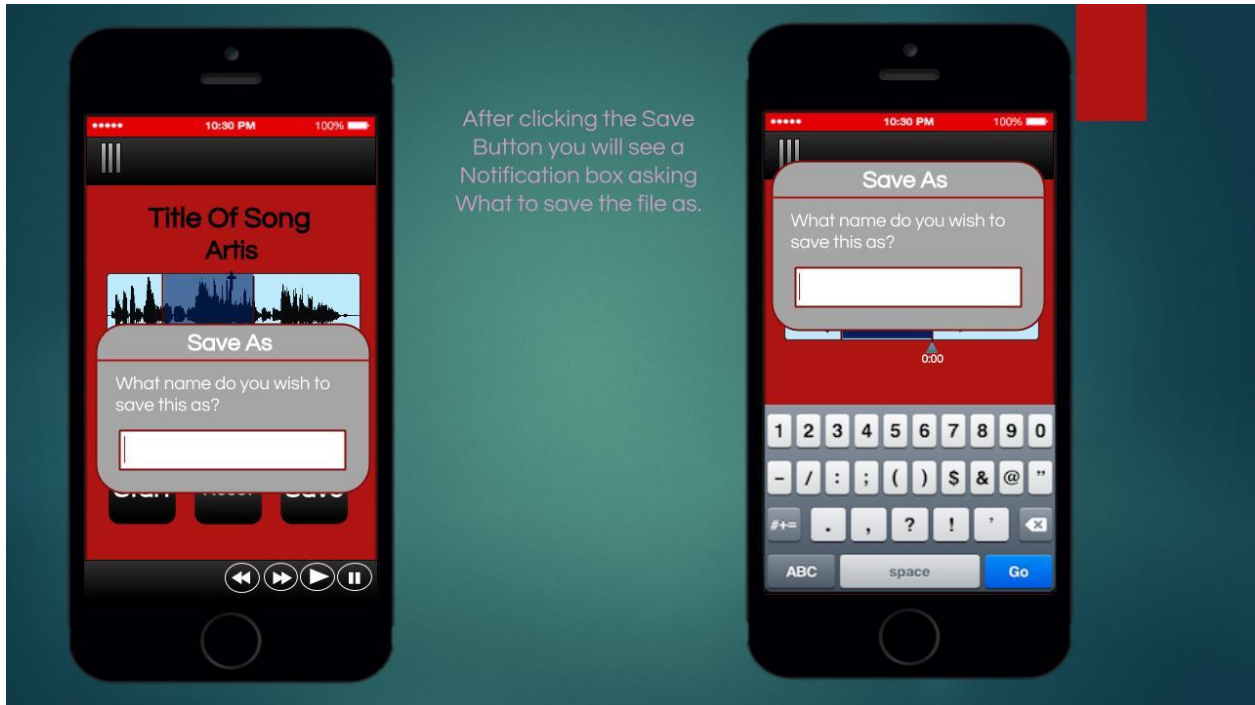 10:30 PM 100%
Title Of Song
Artis
Save As
What name do you wish to
save this as?
Save
After clicking the Save
Button you will see a
Notification box asking
What to save the file as.
10:30 PM 100%
Save As
What name do you wish to
save this as?
0:00
1 2 3 4 5 6 7 8 9 0
- / : ; ( ) $ & @ "
#+= . , ? ! '
ABC space Go